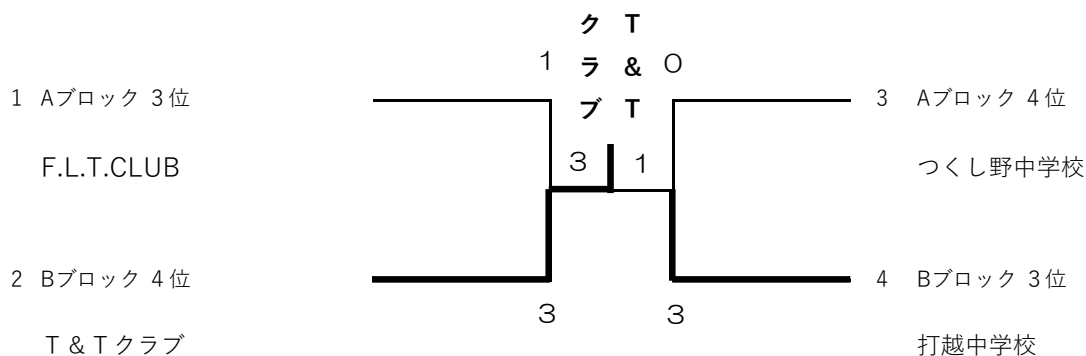 T&T
クラブ
1
0
1 Aブロック 3位
3 Aブロック 4位
F.L.T.CLUB
3
1
つくし野中学校
2 Bブロック 4位
4 Bブロック 3位
3
3
T&Tクラブ
打越中学校